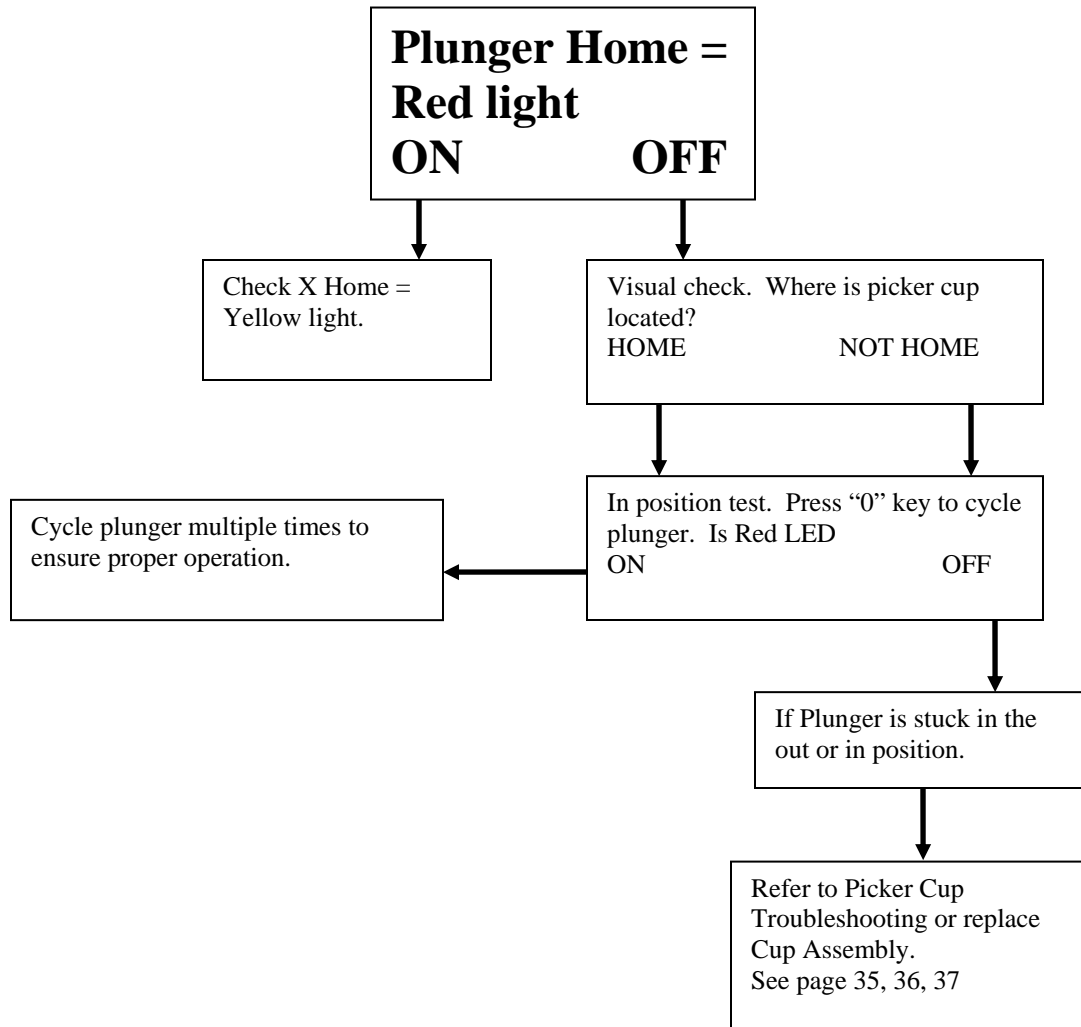 Plunger Home =
Red light
ON OFF
Check X Home =
Yellow light.
Visual check. Where is picker cup
located?
HOME NOT HOME
In position test. Press “0” key to cycle
plunger. Is Red LED
ON OFF
Cycle plunger multiple times to
ensure proper operation.
If Plunger is stuck in the
out or in position.
Refer to Picker Cup
Troubleshooting or replace
Cup Assembly.
See page 35, 36, 37